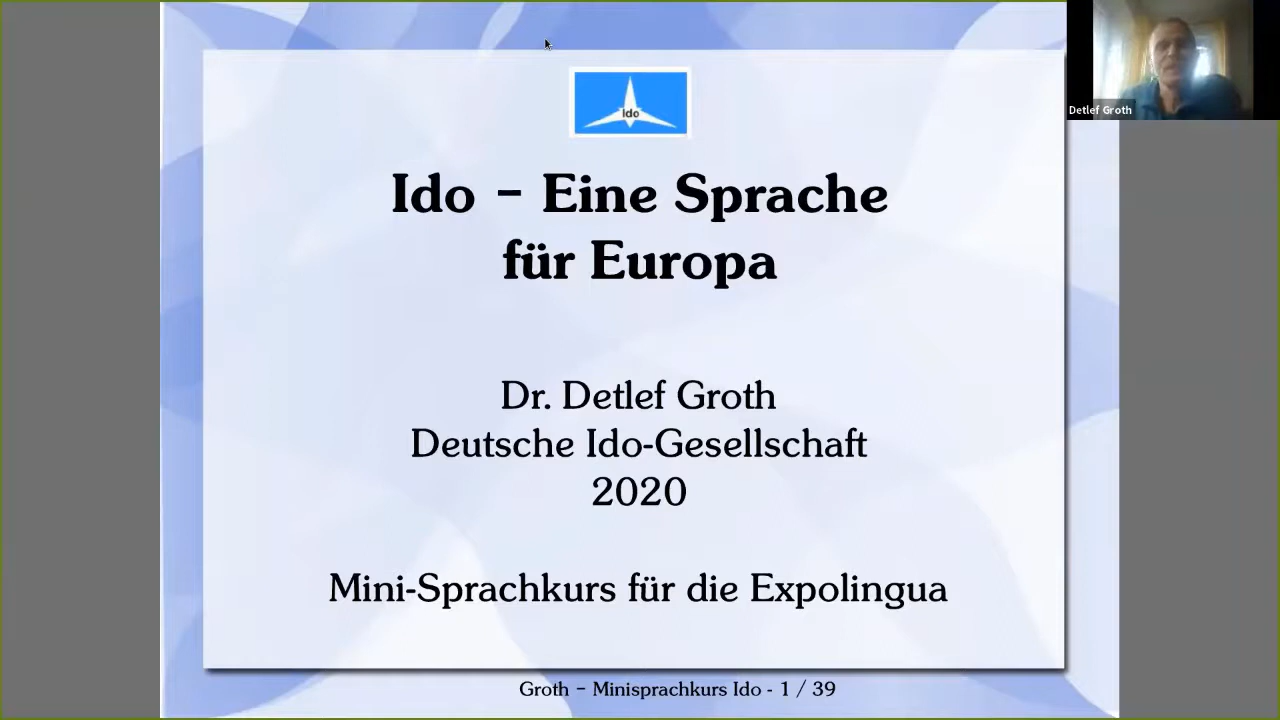 Ido
Ido – Eine Sprache
für Europa
Dr. Detlef Groth
Deutsche Ido-Gesellschaft
2020
Mini-Sprachkurs für die Expolingua
Groth – Minisprachkurs Ido - 1 / 39
Detlef Groth